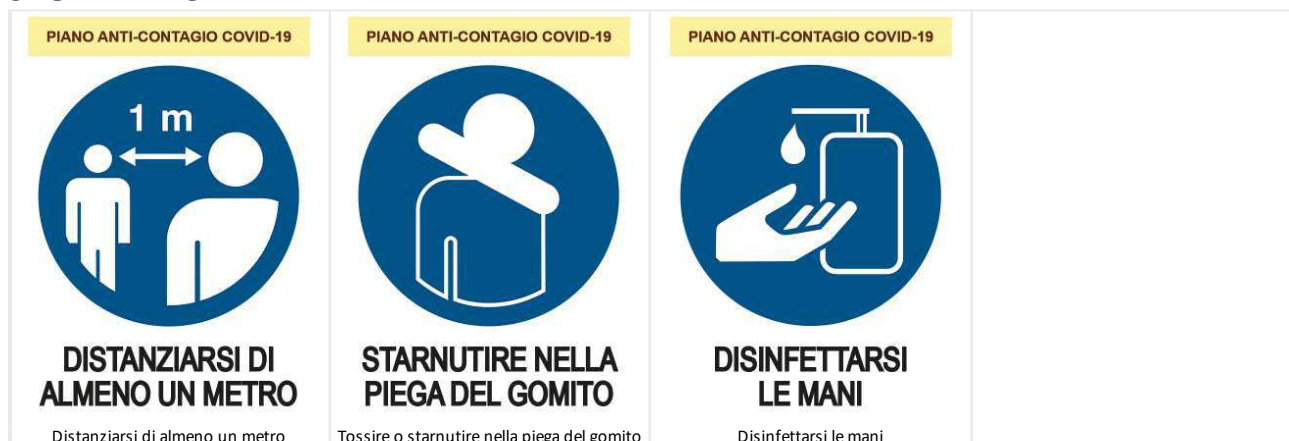 PIANO ANTI-CONTAGIO COVID-19
1 m
DISTANZIARSI DI
ALMENO UN METRO
Distanziarsi di almeno un metro
PIANO ANTI-CONTAGIO COVID-19
STARNUTIRE NELLA
PIEGA DEL GOMITO
Tossire o starnutire nella piega del gomito
PIANO ANTI-CONTAGIO COVID-19
DISINFETTARSI
LE MANI
Disinfettarsi le mani